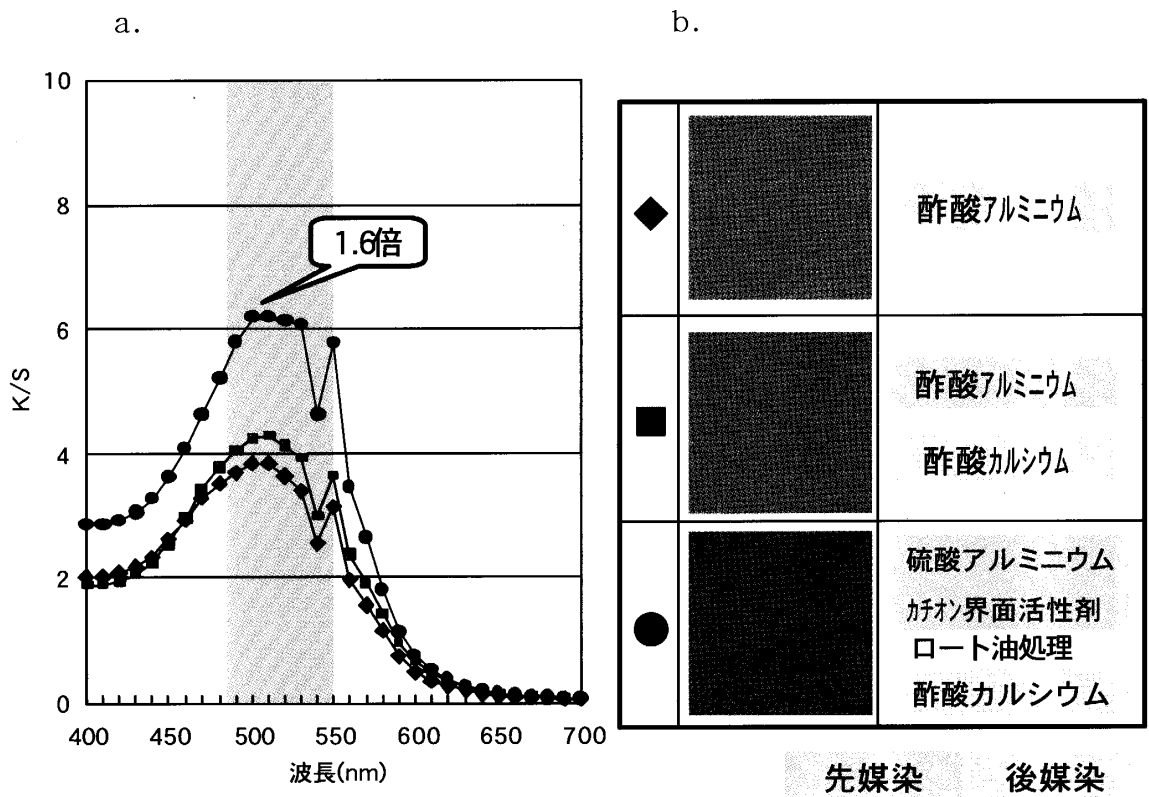 a.
b.
10
8
6
4
2
0
K/S
1.6倍
400 450 500 550 600 650 700
波長(nm)
酢酸アルミニウム
酢酸アルミニウム
酢酸カルシウム
硫酸アルミニウム
カチオン界面活性剤
ロート油処理
酢酸カルシウム
先媒染 後媒染